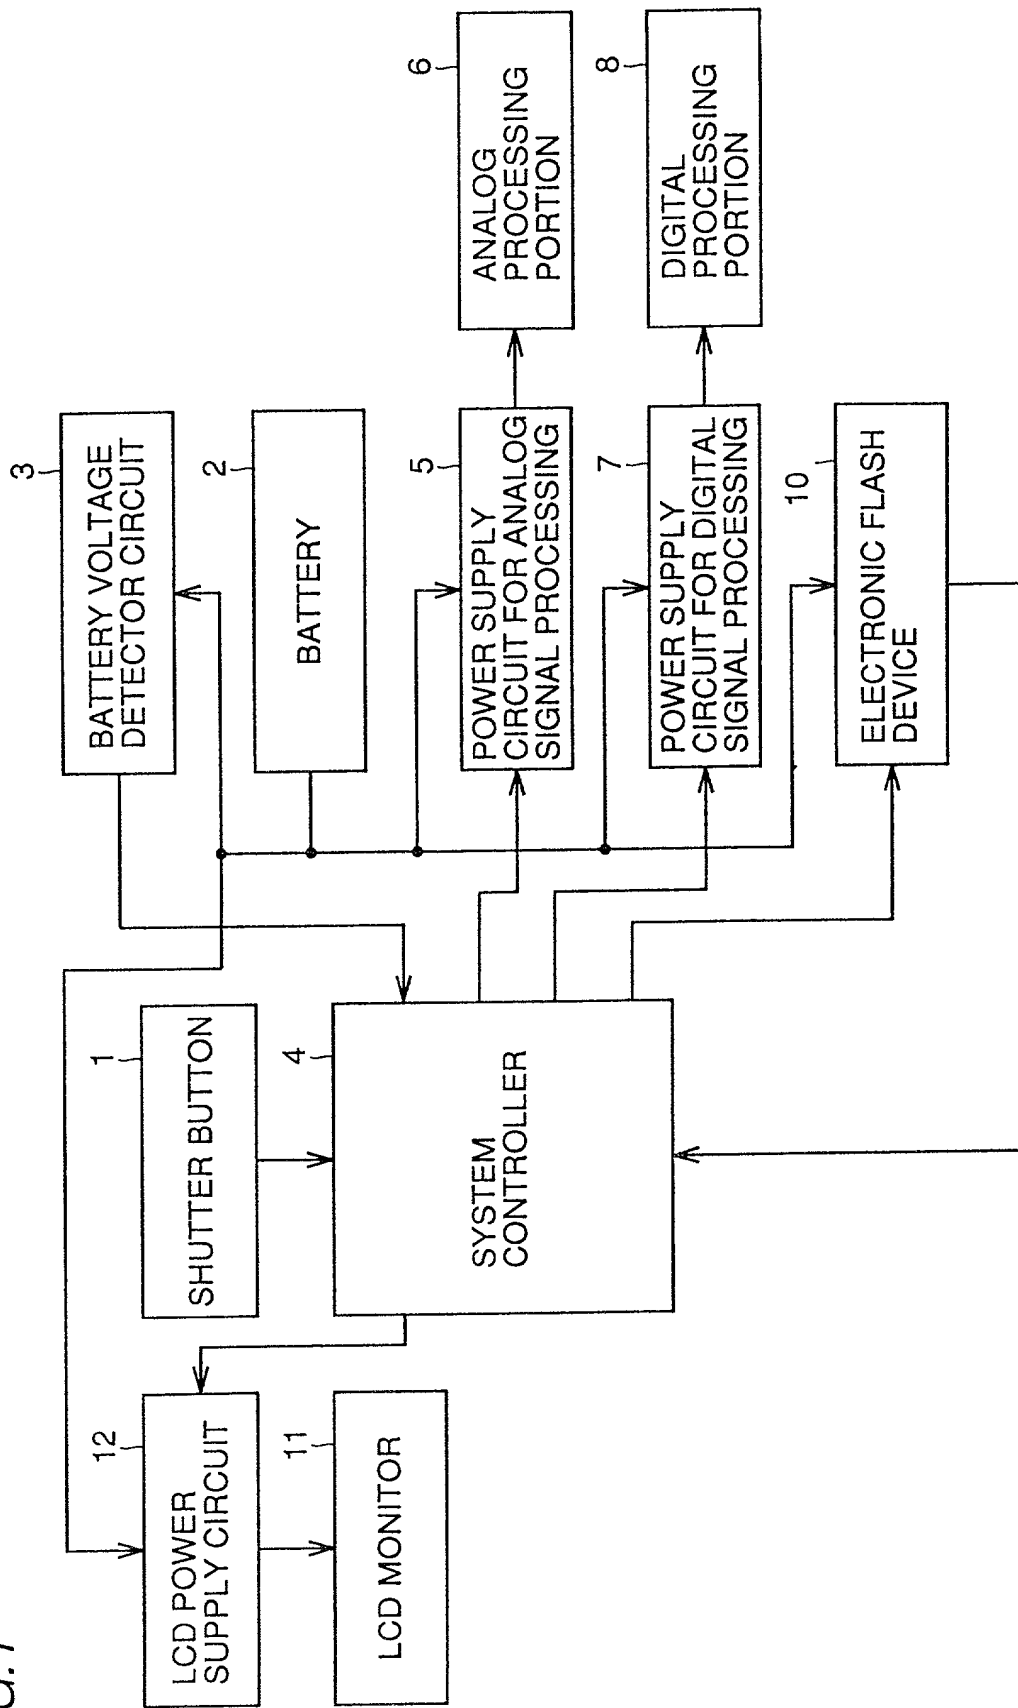 G. 1
3
BATTERY VOLTAGE
DETECTOR CIRCUIT
12
LCD POWER
SUPPLY CIRCUIT
1
SHUTTER BUTTON
2
BATTERY
11
LCD MONITOR
4
SYSTEM
CONTROLLER
5
POWER SUPPLY
CIRCUIT FOR ANALOG
SIGNAL PROCESSING
6
ANALOG
PROCESSING
PORTION
7
POWER SUPPLY
CIRCUIT FOR DIGITAL
SIGNAL PROCESSING
8
DIGITAL
PROCESSING
PORTION
10
ELECTRONIC FLASH
DEVICE